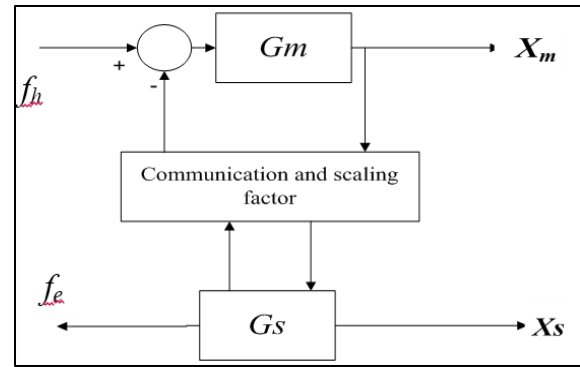 Gm
Xm
+
-
fh
Communication and scaling
factor
fe
Gs
Xs